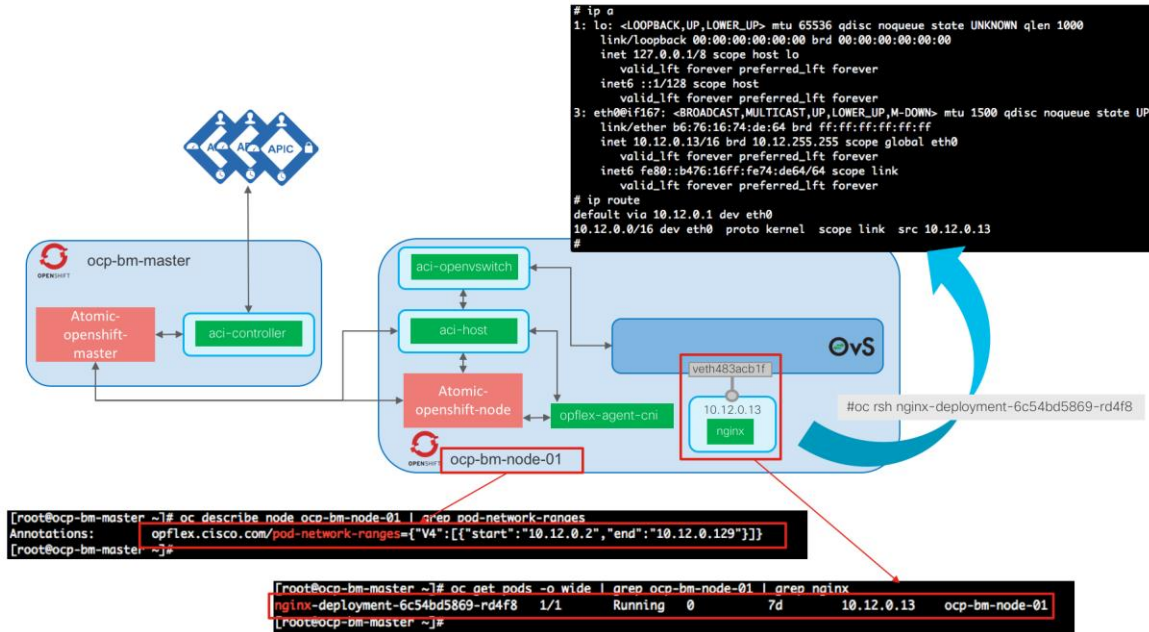 # ip a
1: lo: <LOOPBACK,UP,LOWER_UP> mtu 65536 qdisc noqueue state UNKNOWN qlen 1000
link/loopback 00:00:00:00:00:00 brd 00:00:00:00:00:00
inet 127.0.0.1/8 scope host lo
valid_lft forever preferred_lft forever
inet6 ::1/128 scope host
valid_lft forever preferred_lft forever
3: eth0@if167: <BROADCAST,MULTICAST,UP,LOWER_UP,M-DOWN> mtu 1500 qdisc noqueue state UP
link/ether b6:76:16:74:de:64 brd ff:ff:ff:ff:ff:ff
inet 10.12.0.13/16 brd 10.12.255.255 scope global eth0
valid_lft forever preferred_lft forever
inet6 fe80::b476:16ff:fe74:de64/64 scope link
valid_lft forever preferred_lft forever
# ip route
default via 10.12.0.1 dev eth0
10.12.0.0/16 dev eth0  proto kernel  scope link  src 10.12.0.13
#
APIC
OPENSHIFT
ocp-bm-master
Atomic-
openshift-
master
aci-controller
aci-openvswitch
aci-host
Atomic-
openshift-node
opflex-agent-cni
OvS
veth483acb1f
10.12.0.13
nginx
#oc rsh nginx-deployment-6c54bd5869-rd4f8
OPENSHIFT
ocp-bm-node-01
[root@ocp-bm-master ~]# oc describe node ocp-bm-node-01 | grep pod-network-ranges
Annotations:      opflex.cisco.com/pod-network-ranges={"V4":[{"start":"10.12.0.2","end":"10.12.0.129"}]}
[root@ocp-bm-master ~]#
[root@ocp-bm-master ~]# oc get pods -o wide | grep ocp-bm-node-01 | grep nginx
nginx-deployment-6c54bd5869-rd4f8   1/1       Running   0          7d        10.12.0.13     ocp-bm-node-01
[root@ocp-bm-master ~]#